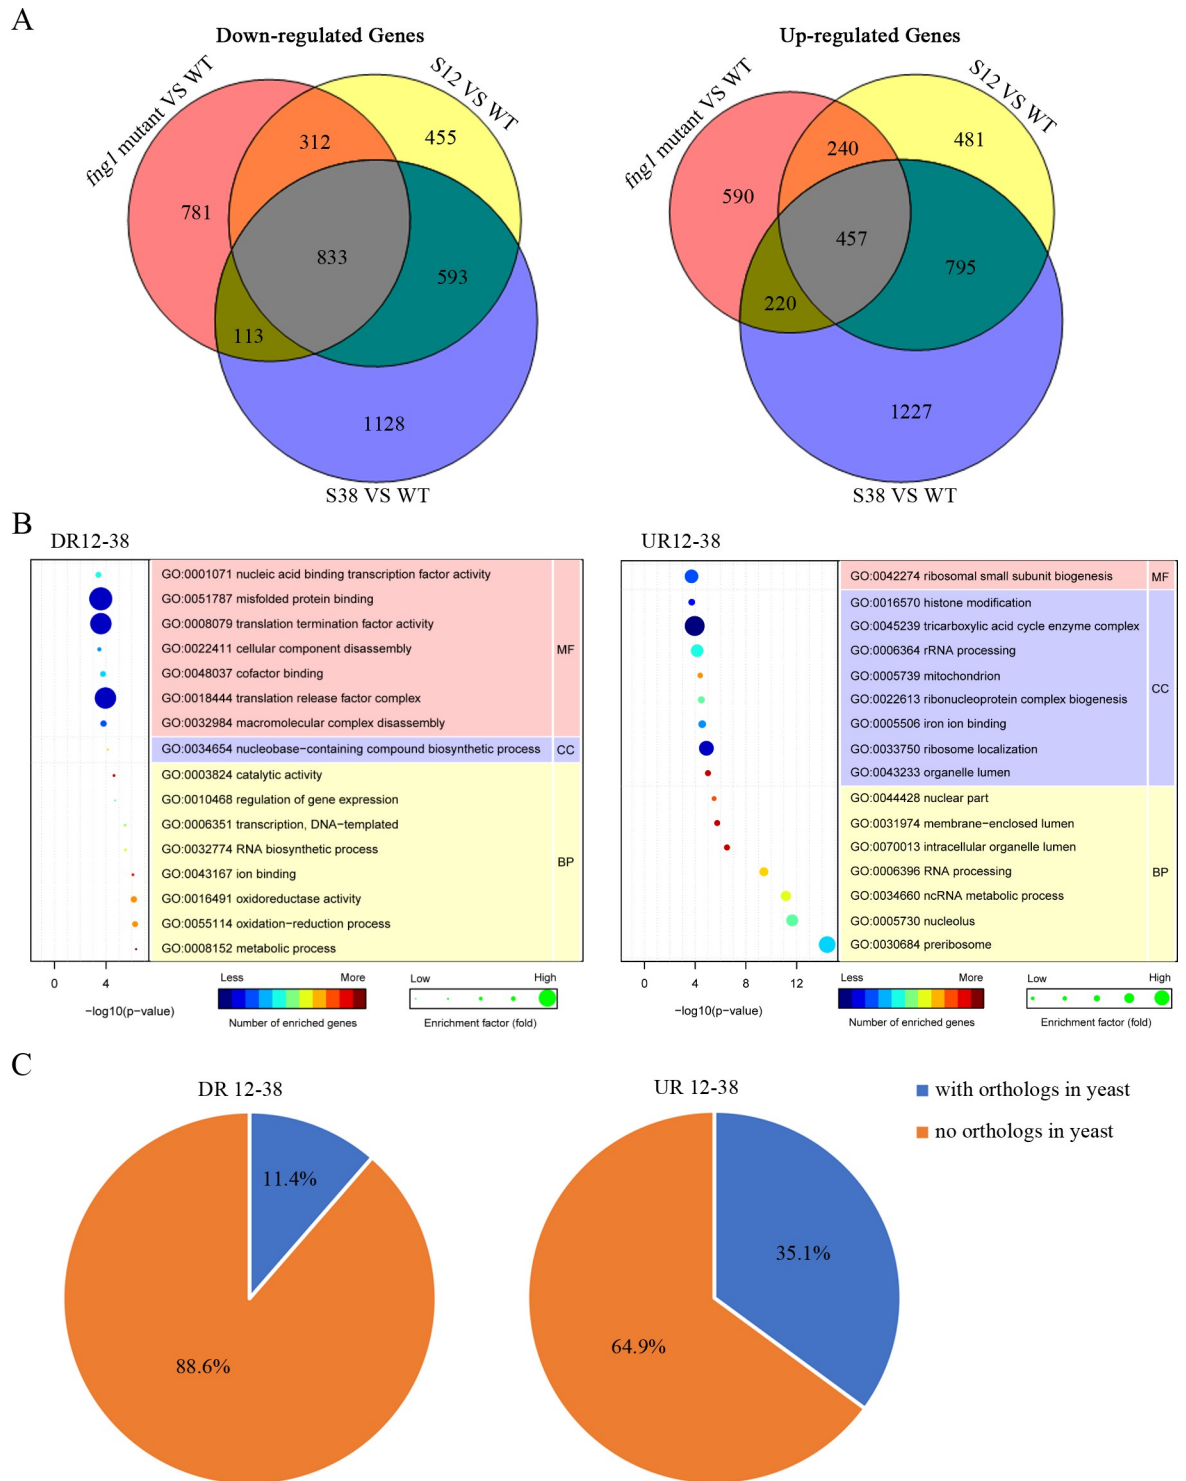 A
Down-regulated Genes
fng1 mutant VS WT
S12 VS WT
312
455
781
833
593
113
1128
S38 VS WT
Up-regulated Genes
fng1 mutant VS WT
S12 VS WT
240
481
590
457
795
220
1227
S38 VS WT
B
DR12-38
GO:0001071 nucleic acid binding transcription factor activity
GO:0051787 misfolded protein binding
GO:0008079 translation termination factor activity
GO:0022411 cellular component disassembly
GO:0048037 cofactor binding
GO:0018444 translation release factor complex
GO:0032984 macromolecular complex disassembly
MF
GO:0034654 nucleobase−containing compound biosynthetic process
CC
GO:0003824 catalytic activity
GO:0010468 regulation of gene expression
GO:0006351 transcription, DNA−templated
GO:0032774 RNA biosynthetic process
GO:0043167 ion binding
GO:0016491 oxidoreductase activity
GO:0055114 oxidation−reduction process
GO:0008152 metabolic process
BP
0 4
−log10(p−value)
Less More
Number of enriched genes
Low High
Enrichment factor (fold)
UR12-38
GO:0042274 ribosomal small subunit biogenesis
MF
GO:0016570 histone modification
GO:0045239 tricarboxylic acid cycle enzyme complex
GO:0006364 rRNA processing
GO:0005739 mitochondrion
GO:0022613 ribonucleoprotein complex biogenesis
GO:0005506 iron ion binding
GO:0033750 ribosome localization
GO:0043233 organelle lumen
CC
GO:0044428 nuclear part
GO:0031974 membrane−enclosed lumen
GO:0070013 intracellular organelle lumen
GO:0006396 RNA processing
GO:0034660 ncRNA metabolic process
GO:0005730 nucleolus
GO:0030684 preribosome
BP
0 4 8 12
−log10(p−value)
Less More
Number of enriched genes
Low High
Enrichment factor (fold)
C
DR 12-38
11.4%
88.6%
UR 12-38
35.1%
64.9%
with orthologs in yeast
no orthologs in yeast